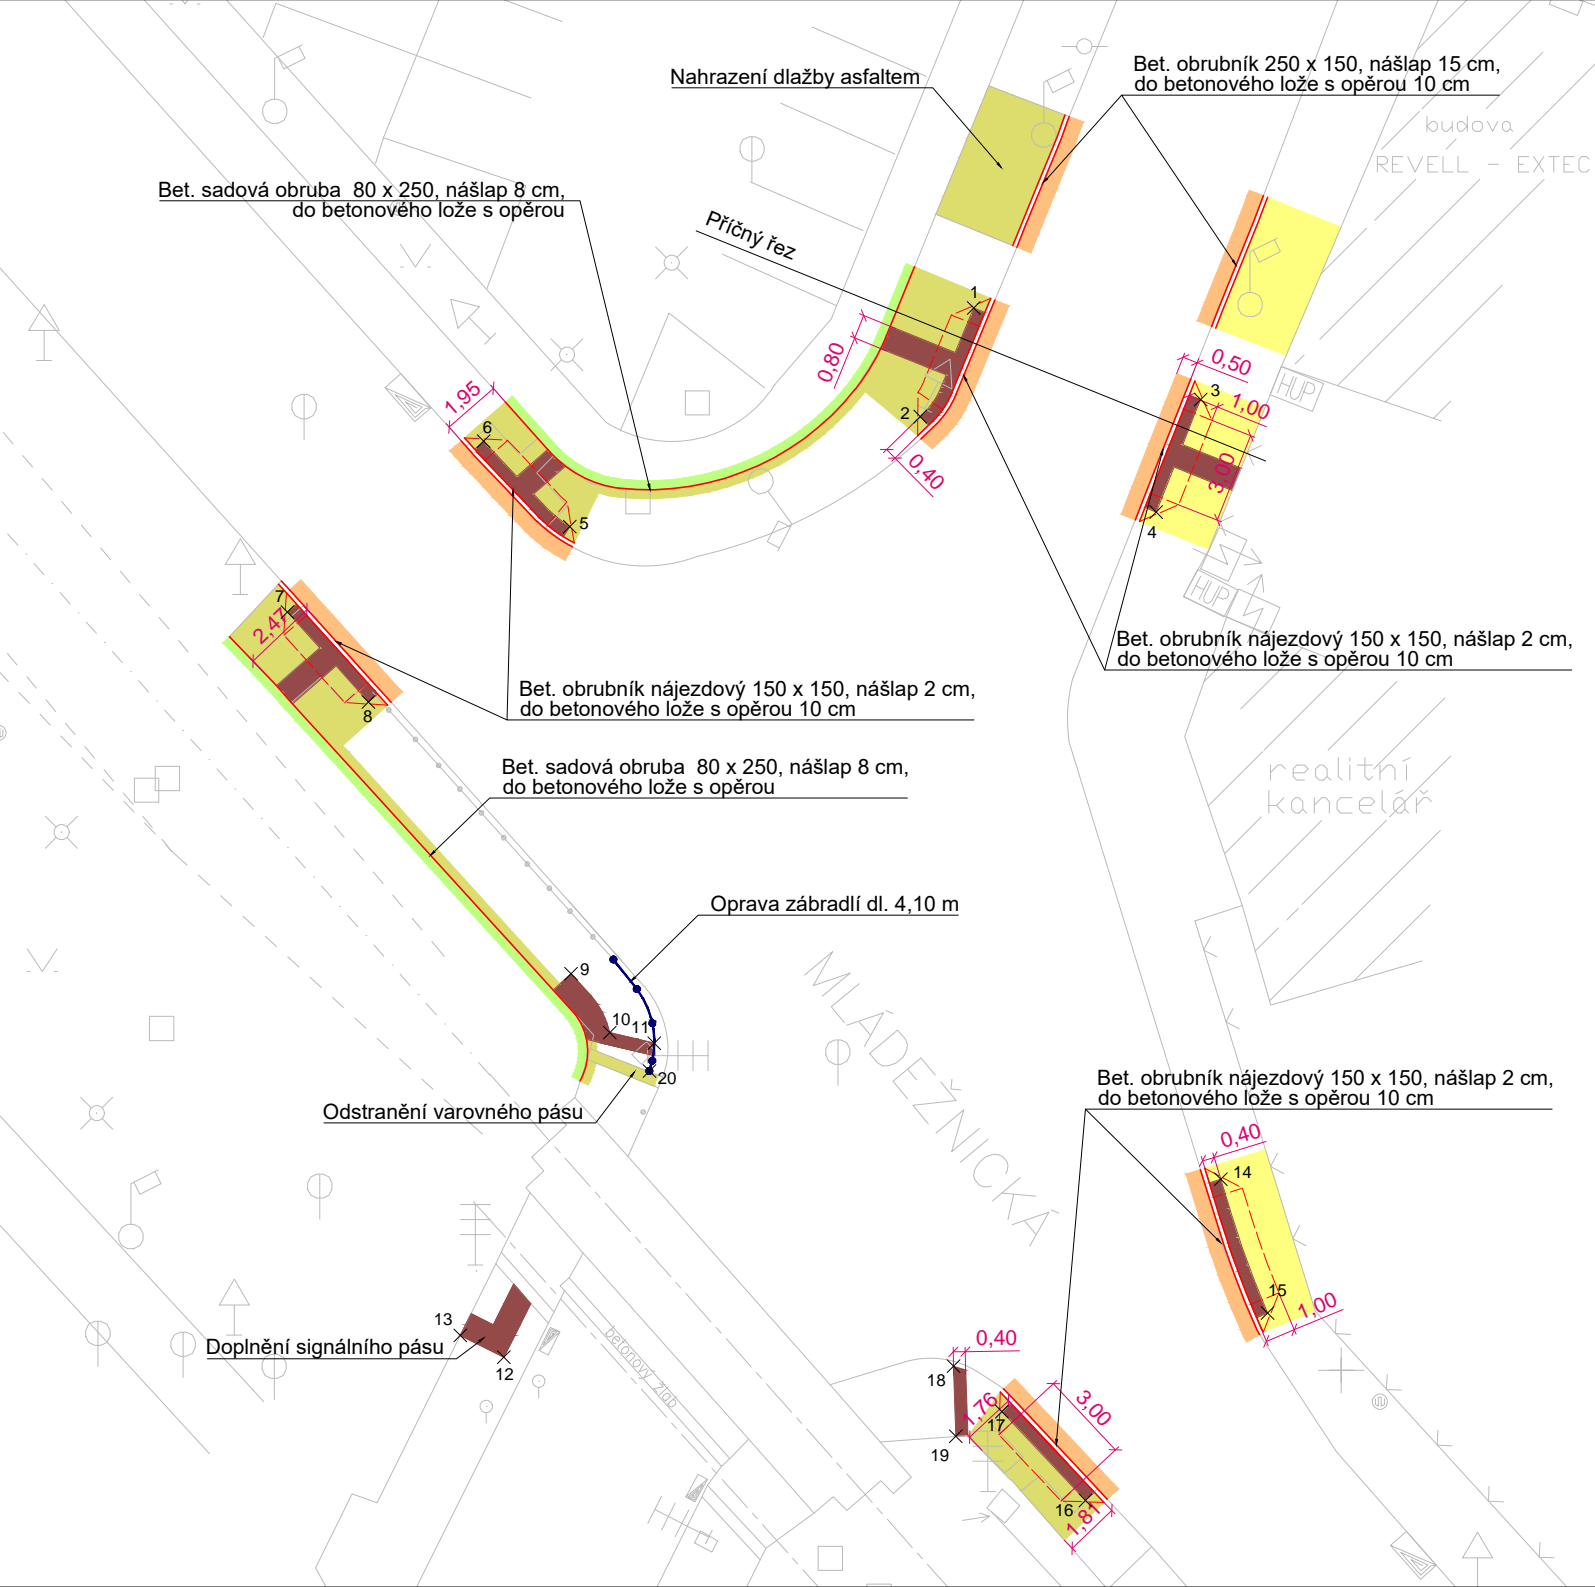 Nahrazení dlažby asfaltem
Bet. obrubník 250 x 150, nášlap 15 cm,
do betonového lože s opěrou 10 cm
budova
REVELL - EXTEC
Bet. sadová obruba 80 x 250, nášlap 8 cm,
do betonového lože s opěrou
Příčný řez
1
0,80
2
0,40
0,50
3
1,00
HUP
3,00
4
1,95
6
5
HUP
7
2,47
8
Bet. obrubník nájezdový 150 x 150, nášlap 2 cm,
do betonového lože s opěrou 10 cm
Bet. obrubník nájezdový 150 x 150, nášlap 2 cm,
do betonového lože s opěrou 10 cm
Bet. sadová obruba 80 x 250, nášlap 8 cm,
do betonového lože s opěrou
realitní
kancelář
Oprava zábradlí dl. 4,10 m
MLÁDEŽNICKÁ
9
10
11
20
Odstranění varovného pásu
Bet. obrubník nájezdový 150 x 150, nášlap 2 cm,
do betonového lože s opěrou 10 cm
0,40
14
15
1,00
13
Doplnění signálního pásu
12
betonový žlab
0,40
18
1,76
17
3,00
19
16
1,81